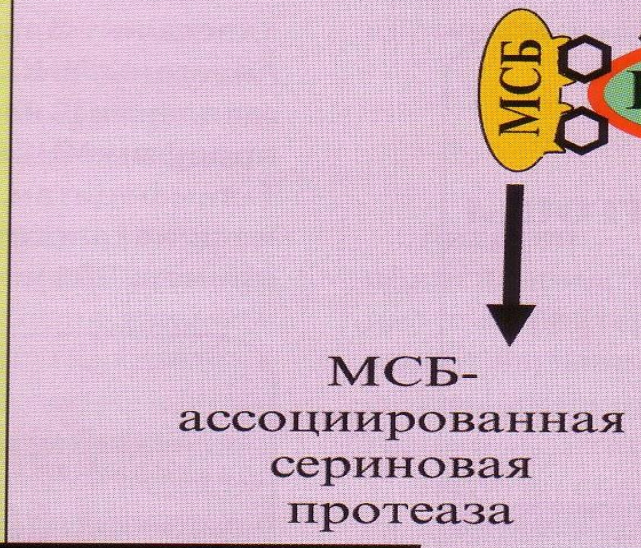 МСБ
МСБ-
ассоциированная
сериновая
протеаза